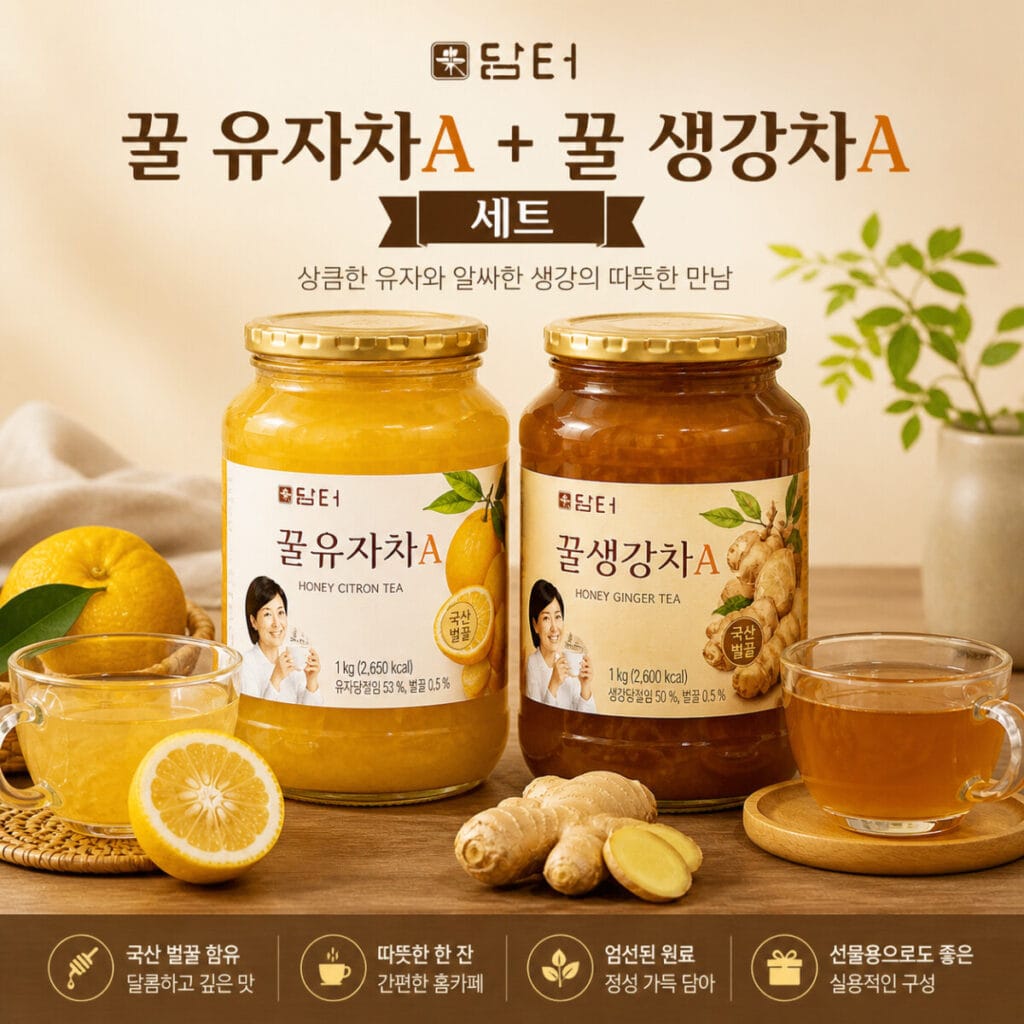 담터
꿀 유자차A + 꿀 생강차A
세트
상큼한 유자와 알싸한 생강의 따뜻한 만남
담터
꿀유자차A
HONEY CITRON TEA
국산
벌꿀
1 kg (2,650 kcal)
유자당절임 53 %, 벌꿀 0.5 %
담터
꿀생강차A
HONEY GINGER TEA
국산
벌꿀
1 kg (2,600 kcal)
생강당절임 50 %, 벌꿀 0.5 %
국산 벌꿀 함유
달콤하고 깊은 맛
따뜻한 한 잔
간편한 홈카페
엄선된 원료
정성 가득 담아
선물용으로도 좋은
실용적인 구성